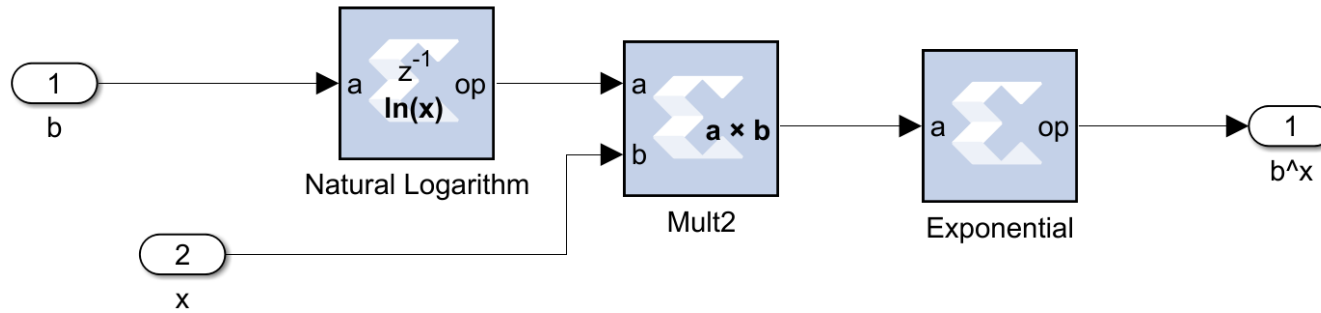 1
b
a
z⁻¹
ln(x)
op
Natural Logarithm
2
x
a
b
a × b
Mult2
a
op
Exponential
1
b^x